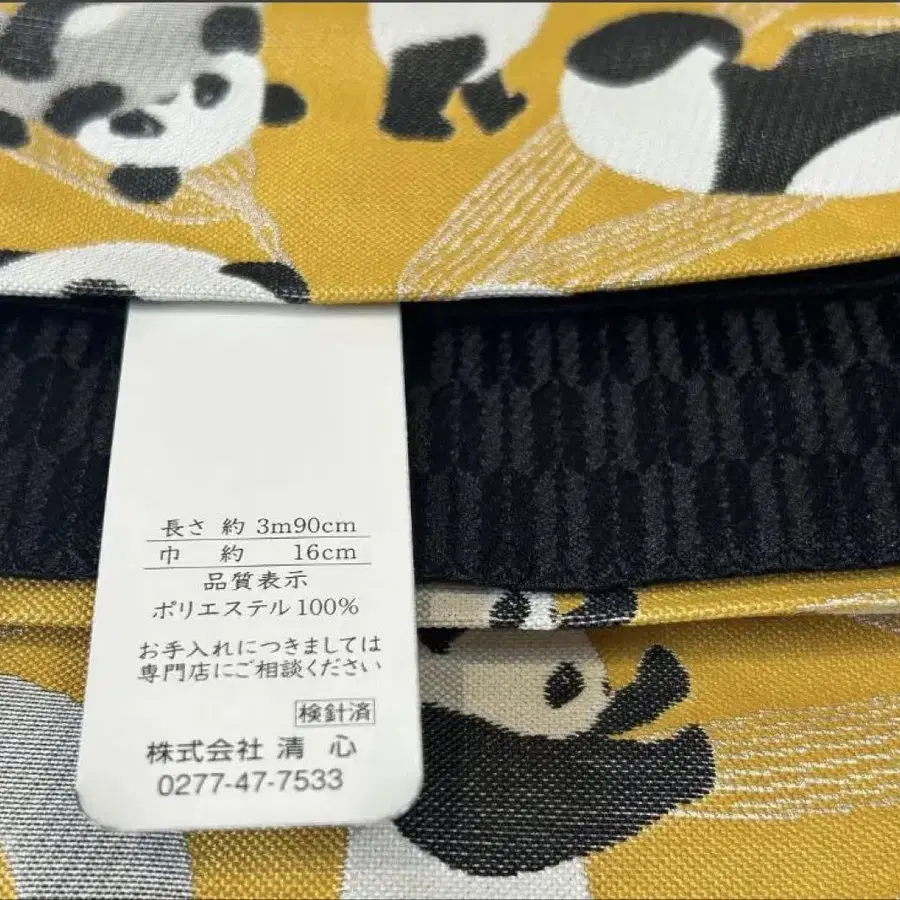 長さ 約 3m90cm
巾 約 16cm
品質表示
ポリエステル100%
お手入れにつきましては
専門店にご相談ください
検針済
株式会社 清 心
0277-47-7533